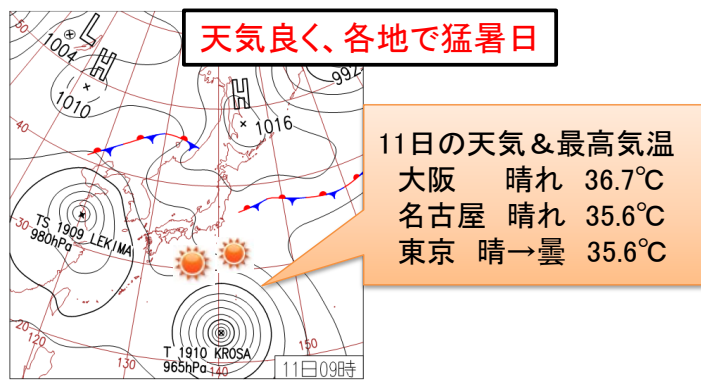 天気良く、各地で猛暑日
50
L
1004
H
1010
992
H
1016
40
11日の天気＆最高気温
大阪　晴れ　36.7℃
名古屋　晴れ　35.6℃
東京　晴→曇　35.6℃
TS 1909 LEKIMA
980hPa
30
20
120
130
T 1910 KROSA
965hPa
140
150
11日09時